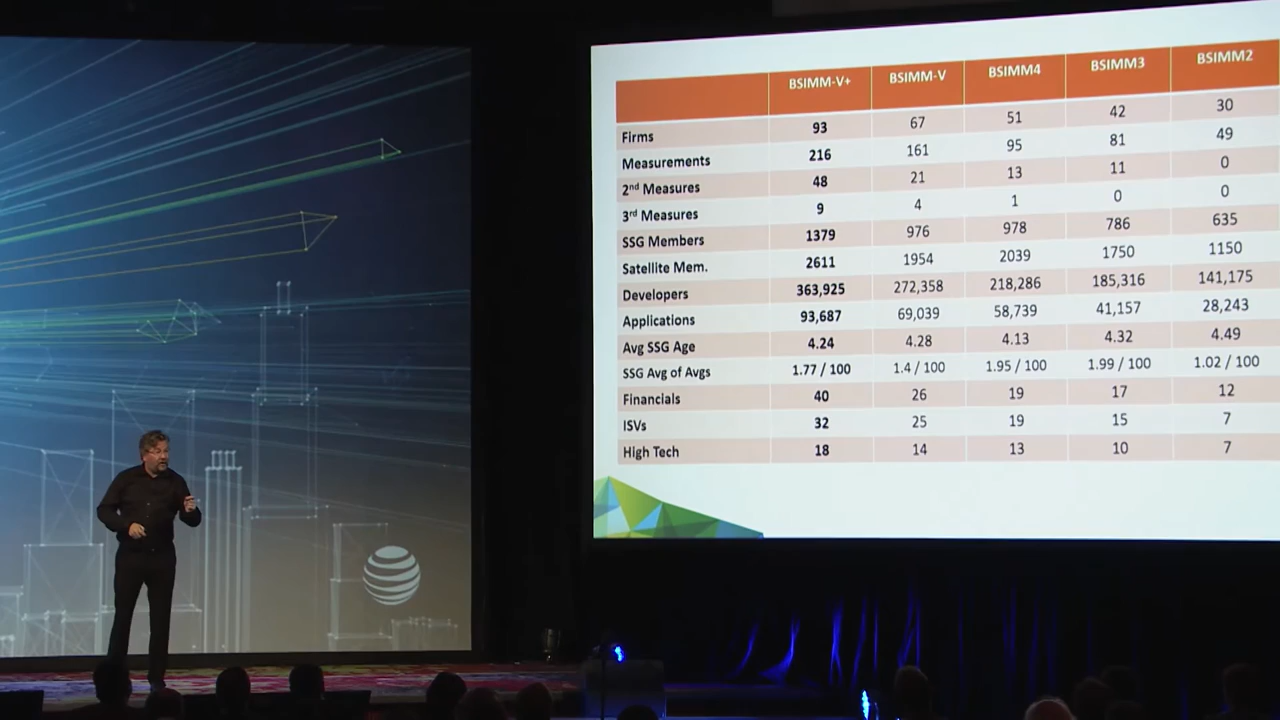 BSIMM-V+ BSIMM-V BSIMM4 BSIMM3 BSIMM2
Firms 93 67 51 42 30
Measurements 216 161 95 81 49
2nd Measures 48 21 13 11 0
3rd Measures 9 4 1 0 0
SSG Members 1379 976 978 786 635
Satellite Mem. 2611 1954 2039 1750 1150
Developers 363,925 272,358 218,286 185,316 141,175
Applications 93,687 69,039 58,739 41,157 28,243
Avg SSG Age 4.24 4.28 4.13 4.32 4.49
SSG Avg of Avgs 1.77 / 100 1.4 / 100 1.95 / 100 1.99 / 100 1.02 / 100
Financials 40 26 19 17 12
ISVs 32 25 19 15 7
High Tech 18 14 13 10 7